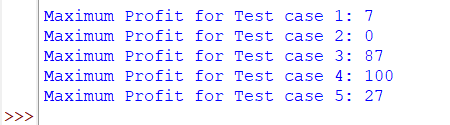 Maximum Profit for Test case 1: 7
Maximum Profit for Test case 2: 0
Maximum Profit for Test case 3: 87
Maximum Profit for Test case 4: 100
Maximum Profit for Test case 5: 27
>>>